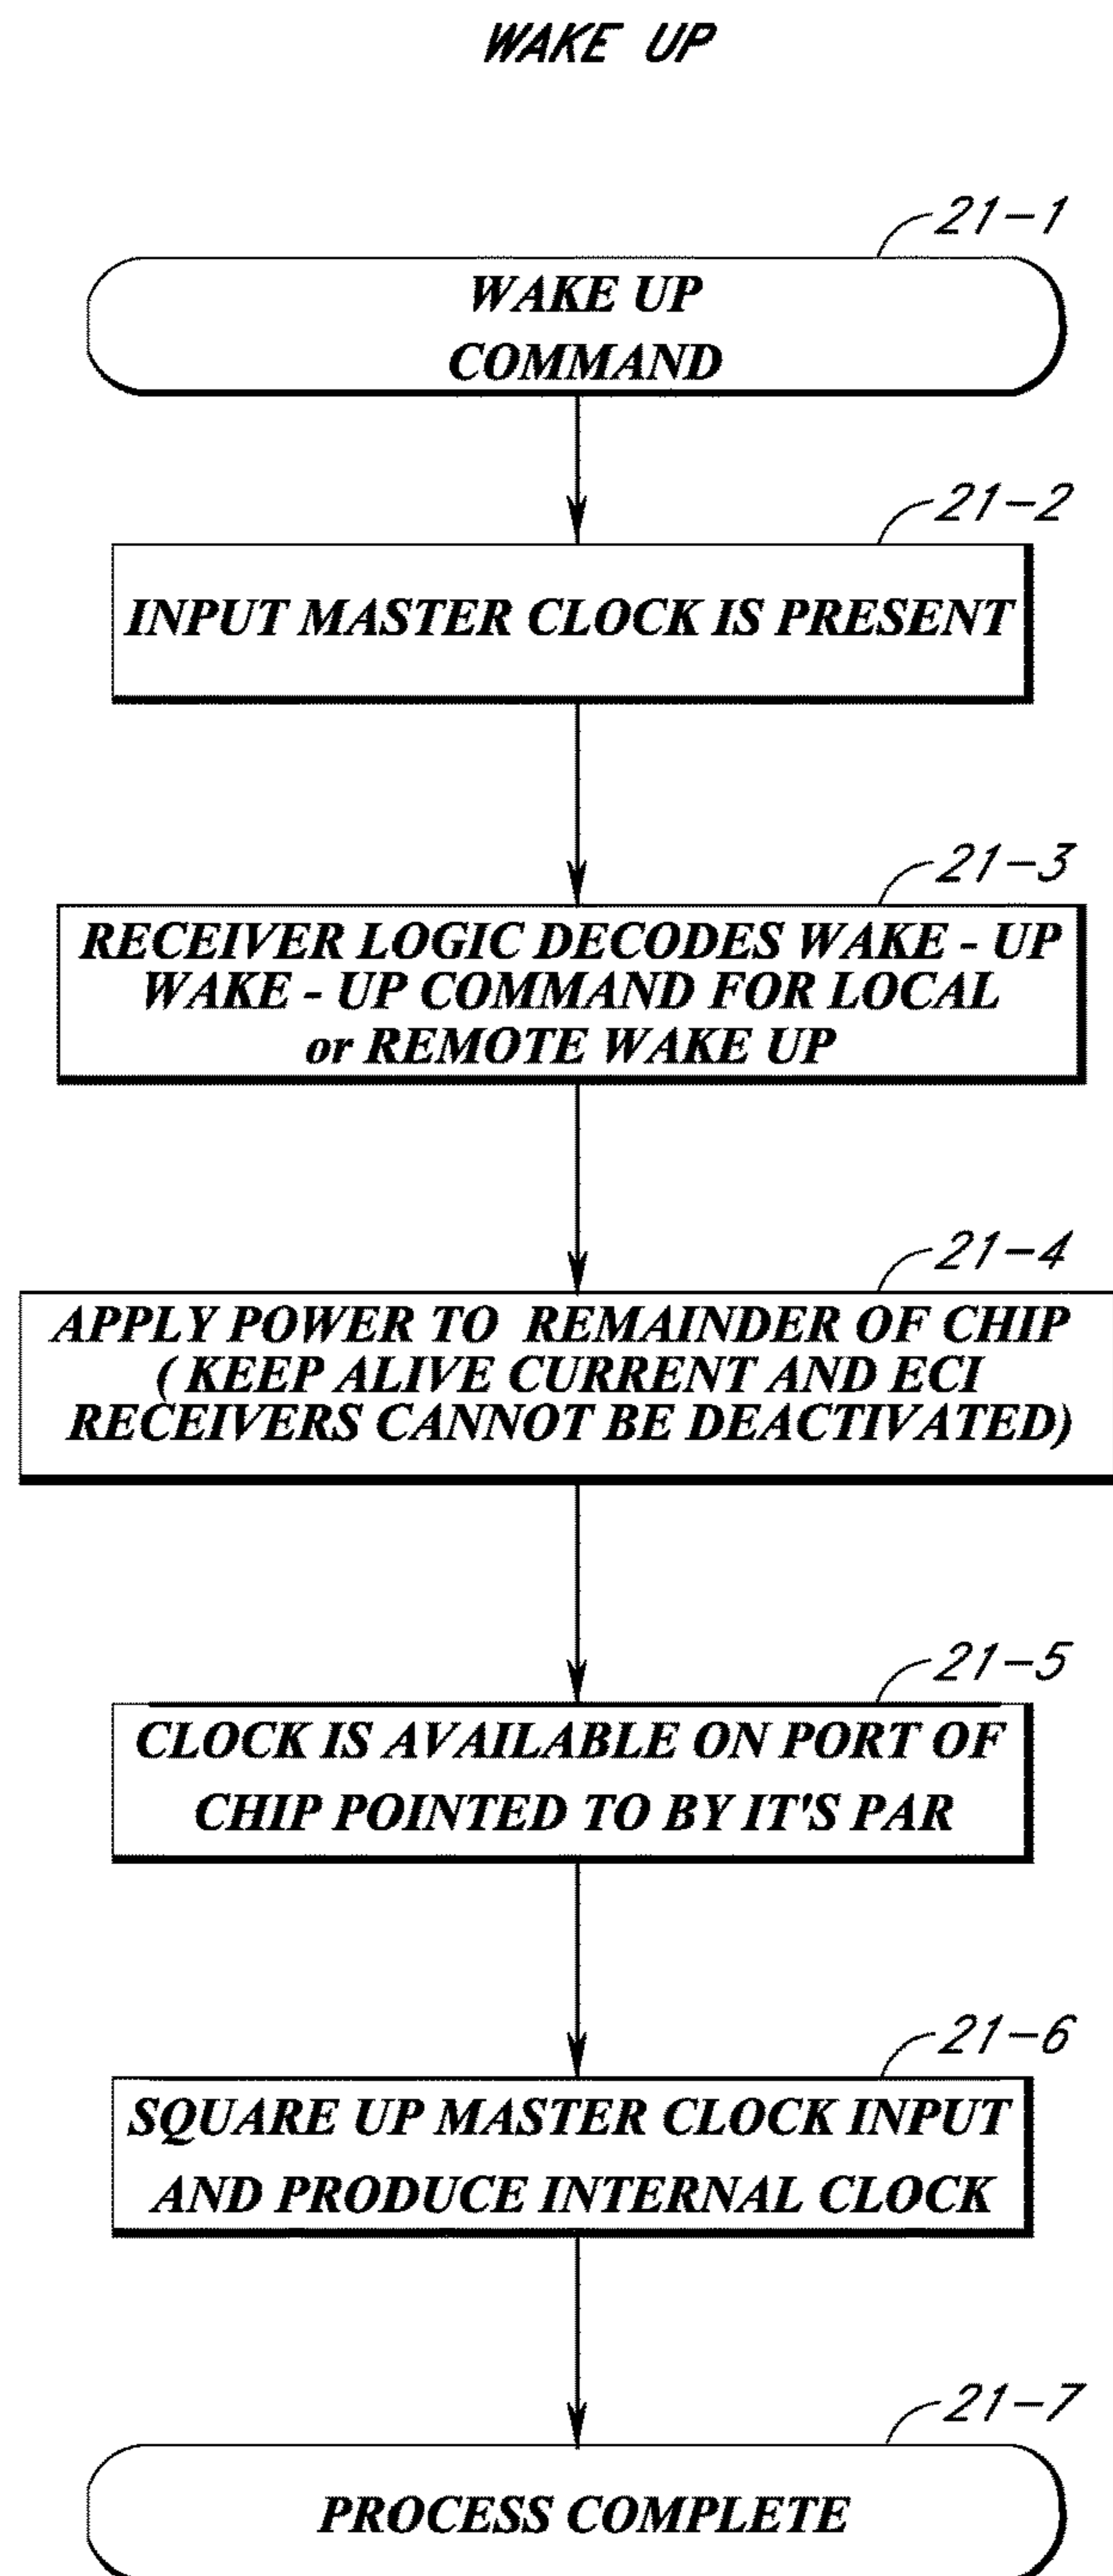 WAKE UP
21-1
WAKE UP
COMMAND
21-2
INPUT MASTER CLOCK IS PRESENT
21-3
RECEIVER LOGIC DECODES WAKE - UP
WAKE - UP COMMAND FOR LOCAL
or REMOTE WAKE UP
21-4
APPLY POWER TO REMAINDER OF CHIP
( KEEP ALIVE CURRENT AND ECI
RECEIVERS CANNOT BE DEACTIVATED)
21-5
CLOCK IS AVAILABLE ON PORT OF
CHIP POINTED TO BY IT'S PAR
21-6
SQUARE UP MASTER CLOCK INPUT
AND PRODUCE INTERNAL CLOCK
21-7
PROCESS COMPLETE